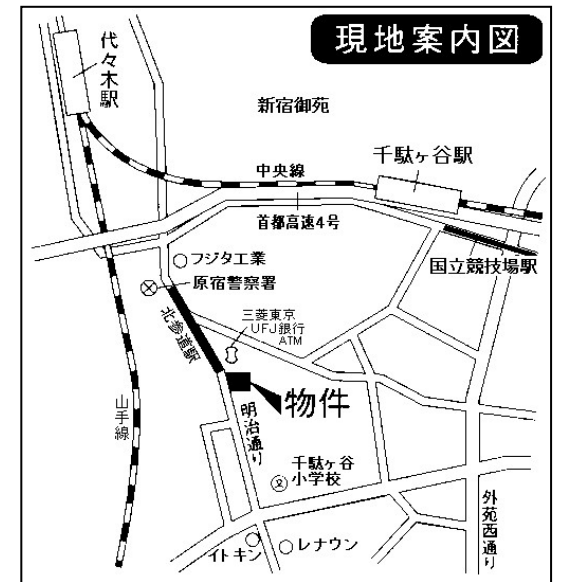 現地案内図
代々木駅
新宿御苑
千駄ヶ谷駅
中央線
首都高速4号
国立競技場駅
フジタ工業
原宿警察署
北参道駅
三菱東京
UFJ銀行
ATM
物件
山手線
明治通り
千駄ヶ谷
小学校
外苑西通り
イトキン
レナウン